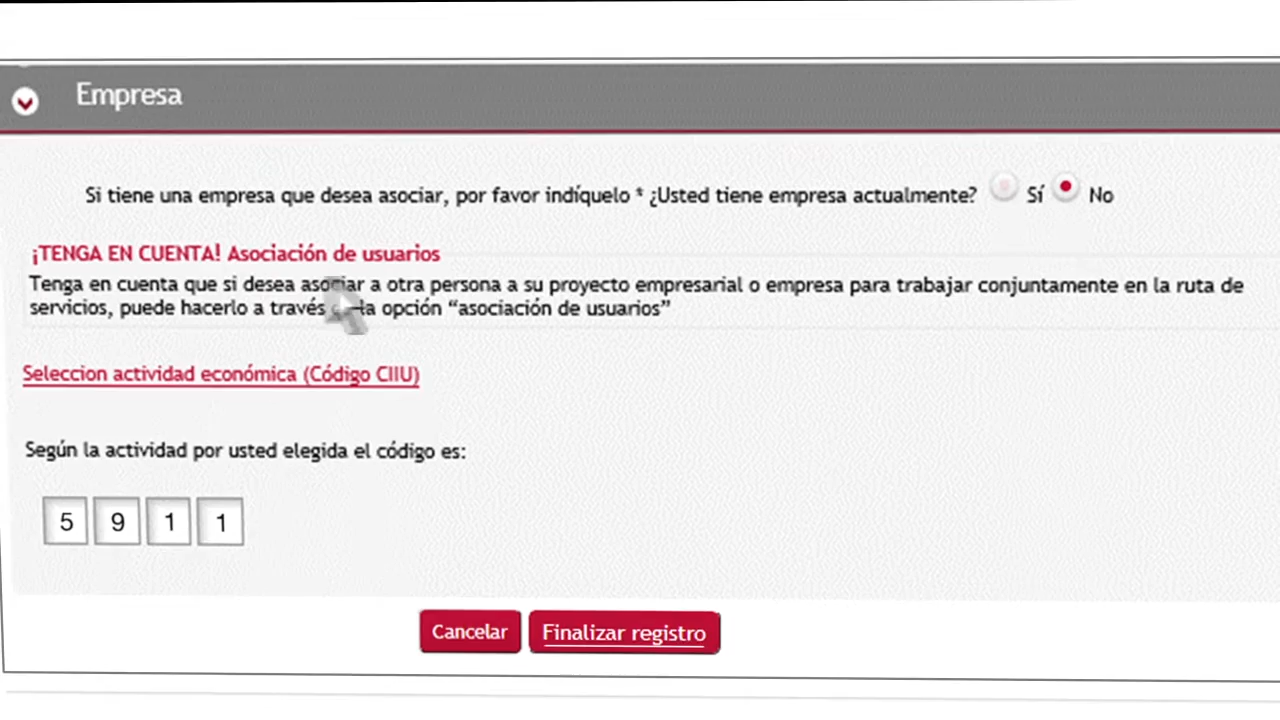 Empresa
Si tiene una empresa que desea asociar, por favor indíquelo * ¿Usted tiene empresa actualmente? Sí No
¡TENGA EN CUENTA! Asociación de usuarios
Tenga en cuenta que si desea asociar a otra persona a su proyecto empresarial o empresa para trabajar conjuntamente en la ruta de
servicios, puede hacerlo a través la opción “asociación de usuarios”
Seleccion actividad económica (Código CIIU)
Según la actividad por usted elegida el código es:
5 9 1 1
Cancelar Finalizar registro